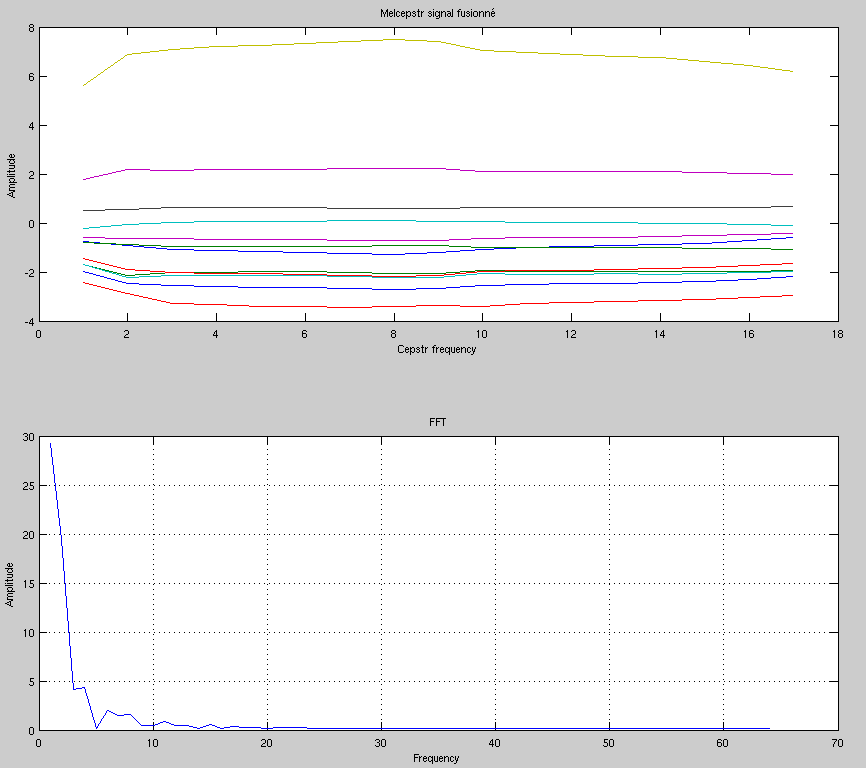 Melcepstr signal fusionné
8
6
4
2
0
-2
-4
Amplitude
0 2 4 6 8 10 12 14 16 18
Cepstr frequency
FFT
30
25
20
15
10
5
0
Amplitude
0 10 20 30 40 50 60 70
Frequency